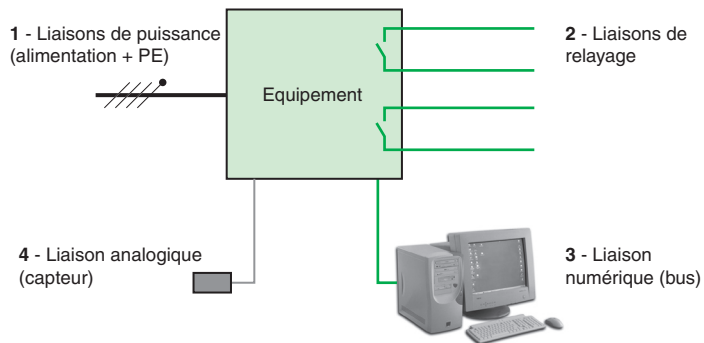 1 - Liaisons de puissance
(alimentation + PE)
2 - Liaisons de
relayage
Equipement
4 - Liaison analogique
(capteur)
3 - Liaison
numérique (bus)